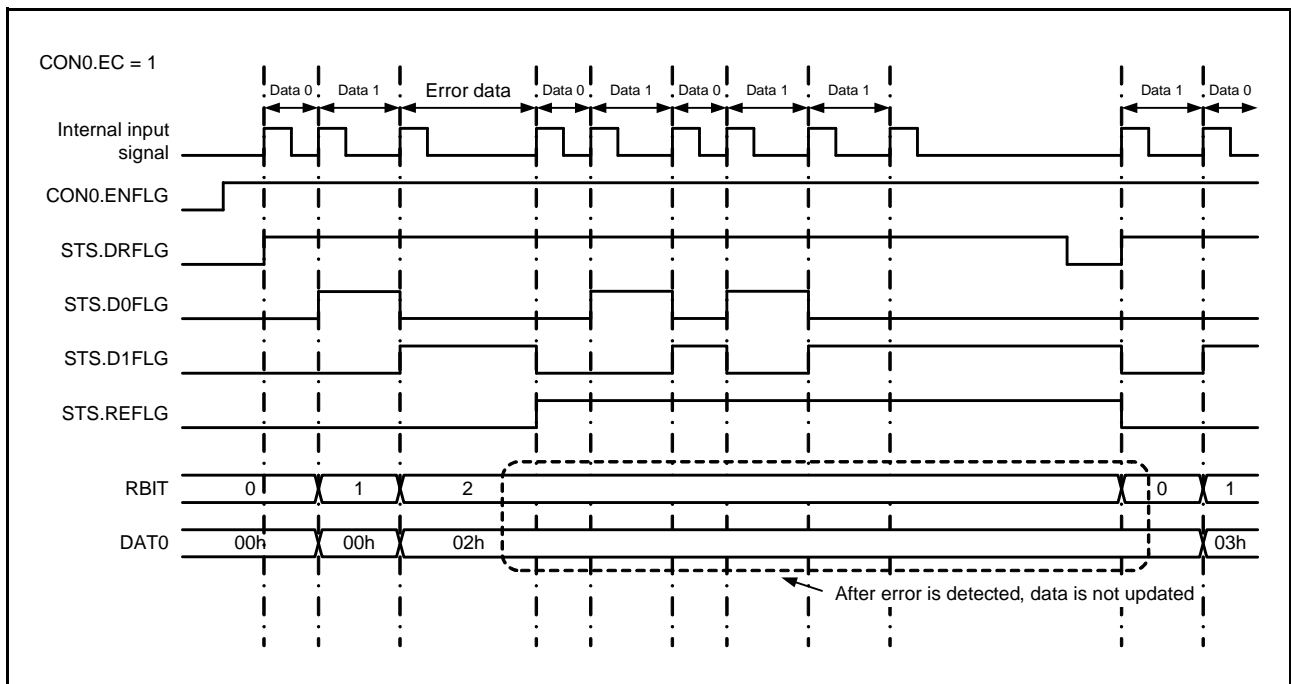 CON0.EC = 1
Data 0 Data 1 Error data Data 0 Data 1 Data 0 Data 1 Data 1 Data 1 Data 0
Internal input
signal
CON0.ENFLG
STS.DRFLG
STS.D0FLG
STS.D1FLG
STS.REFLG
RBIT 0 1 2 0 1
DAT0 00h 00h 02h 03h
After error is detected, data is not updated